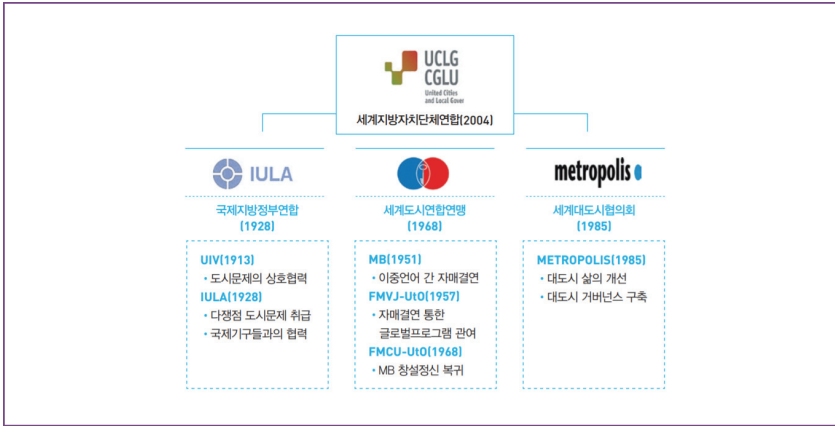 UCLG
CGLU
United Cities
and Local Gover
세계지방자치단체연합(2004)
IULA
국제지방정부연합
(1928)
UIV(1913)
• 도시문제의 상호협력
IULA(1928)
• 다쟁점 도시문제 취급
• 국제기구들과의 협력
세계도시연합연맹
(1968)
MB(1951)
• 이중언어 간 자매결연
FMVJ-UtO(1957)
• 자매결연 통한
글로벌프로그램 관여
FMCU-UtO(1968)
• MB 창설정신 복귀
metropolis
세계대도시협의회
(1985)
METROPOLIS(1985)
• 대도시 삶의 개선
• 대도시 거버넌스 구축